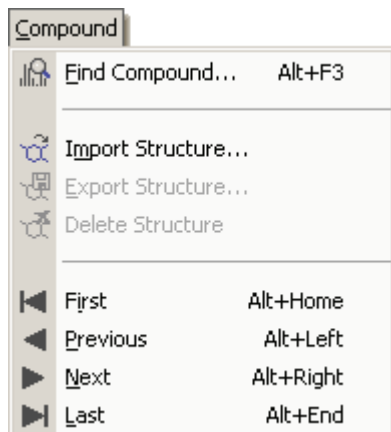 Compound
Find Compound... Alt+F3
Import Structure...
Export Structure...
Delete Structure
First Alt+Home
Previous Alt+Left
Next Alt+Right
Last Alt+End